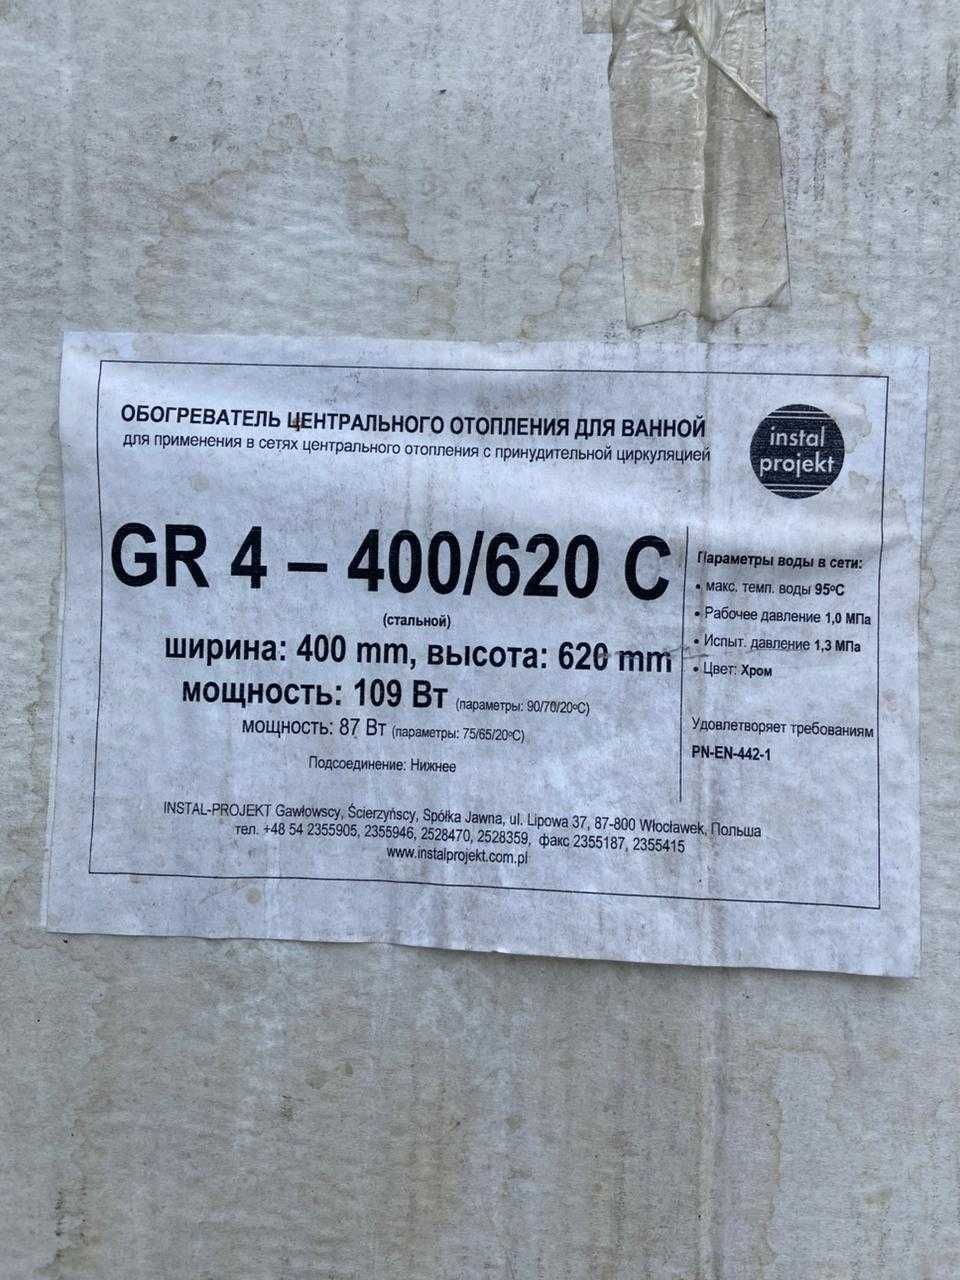 ОБОГРЕВАТЕЛЬ ЦЕНТРАЛЬНОГО ОТОПЛЕНИЯ ДЛЯ ВАННОЙ
для применения в сетях центрального отопления с принудительной циркуляцией
instal
projekt
GR 4 – 400/620 C
(стальной)
ширина: 400 mm, высота: 620 mm
мощность: 109 Вт (параметры: 90/70/20ºC)
мощность: 87 Вт (параметры: 75/65/20ºC)
Подсоединение: Нижнее
Параметры воды в сети:
• макс. темп. воды 95ºC
• Рабочее давление 1,0 МПа
• Испыт. давление 1,3 МПа
• Цвет: Хром
Удовлетворяет требованиям
PN-EN-442-1
INSTAL-PROJEKT Gawłowscy, Ścierzyńscy, Spółka Jawna, ul. Lipowa 37, 87-800 Włocławek, Польша
тел. +48 54 2355905, 2355946, 2528470, 2528359, факс 2355187, 2355415
www.instalprojekt.com.pl